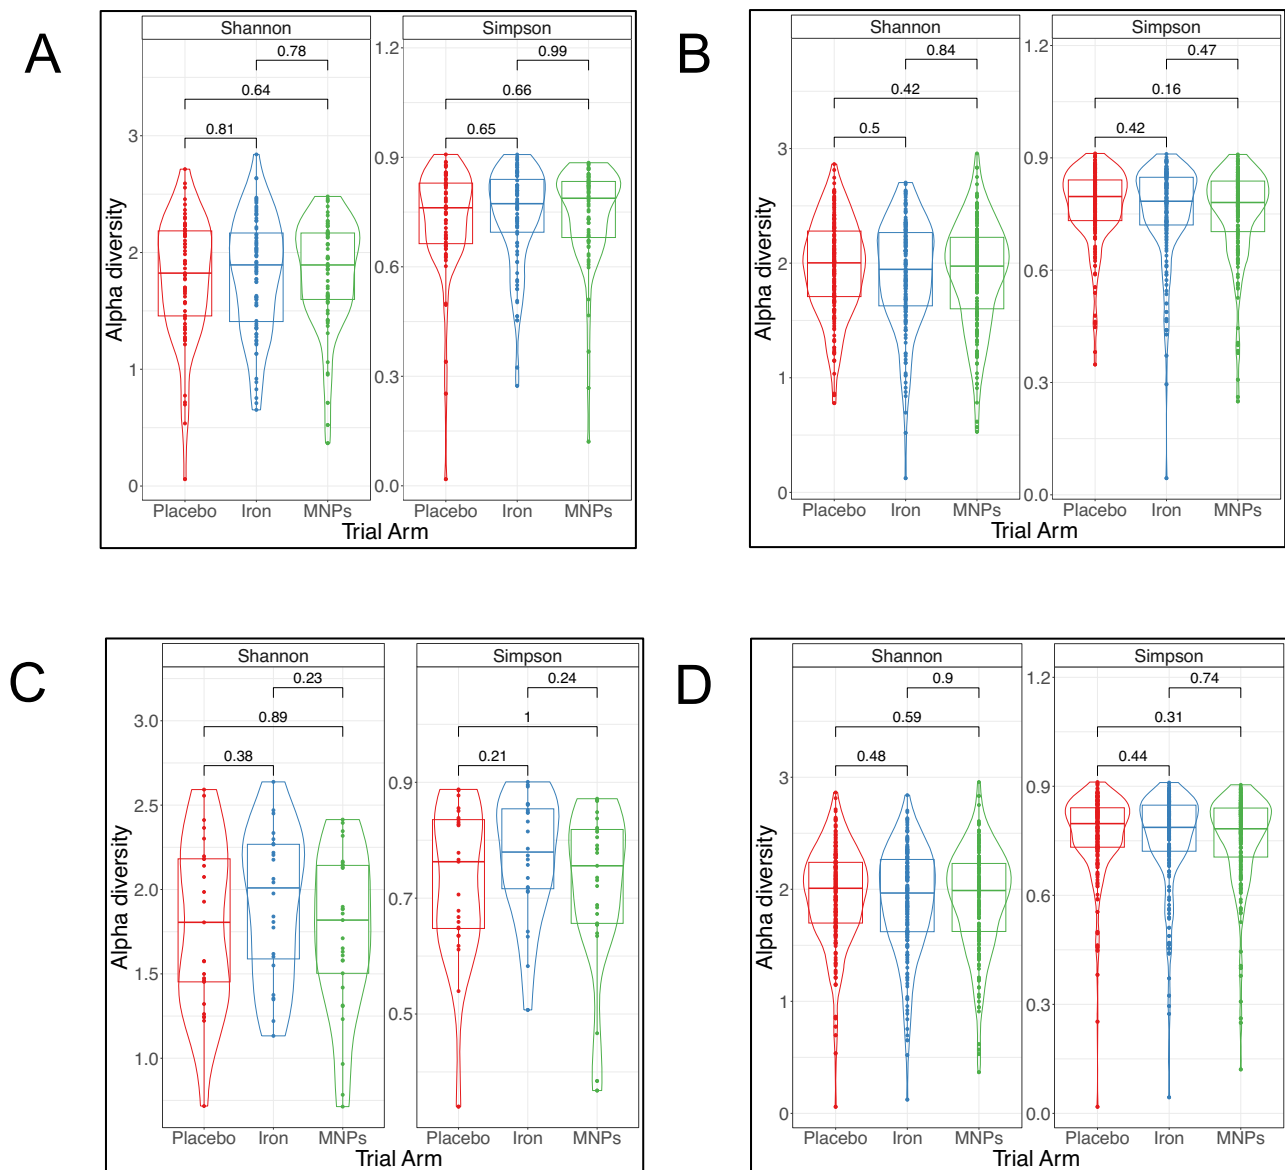 A
Shannon
Simpson
Alpha diversity
0.78
0.64
0.81
0.99
0.66
0.65
3
2
1
0
1.2
0.9
0.6
0.3
0.0
Placebo Iron MNPs
Placebo Iron MNPs
Trial Arm
B
Shannon
Simpson
Alpha diversity
0.84
0.42
0.5
0.47
0.16
0.42
3
2
1
0
1.2
0.9
0.6
0.3
0.0
Placebo Iron MNPs
Placebo Iron MNPs
Trial Arm
C
Shannon
Simpson
Alpha diversity
0.23
0.89
0.38
0.24
1
0.21
3.0
2.5
2.0
1.5
1.0
0.9
0.7
0.5
Placebo Iron MNPs
Placebo Iron MNPs
Trial Arm
D
Shannon
Simpson
Alpha diversity
0.9
0.59
0.48
0.74
0.31
0.44
3
2
1
0
1.2
0.9
0.6
0.3
0.0
Placebo Iron MNPs
Placebo Iron MNPs
Trial Arm